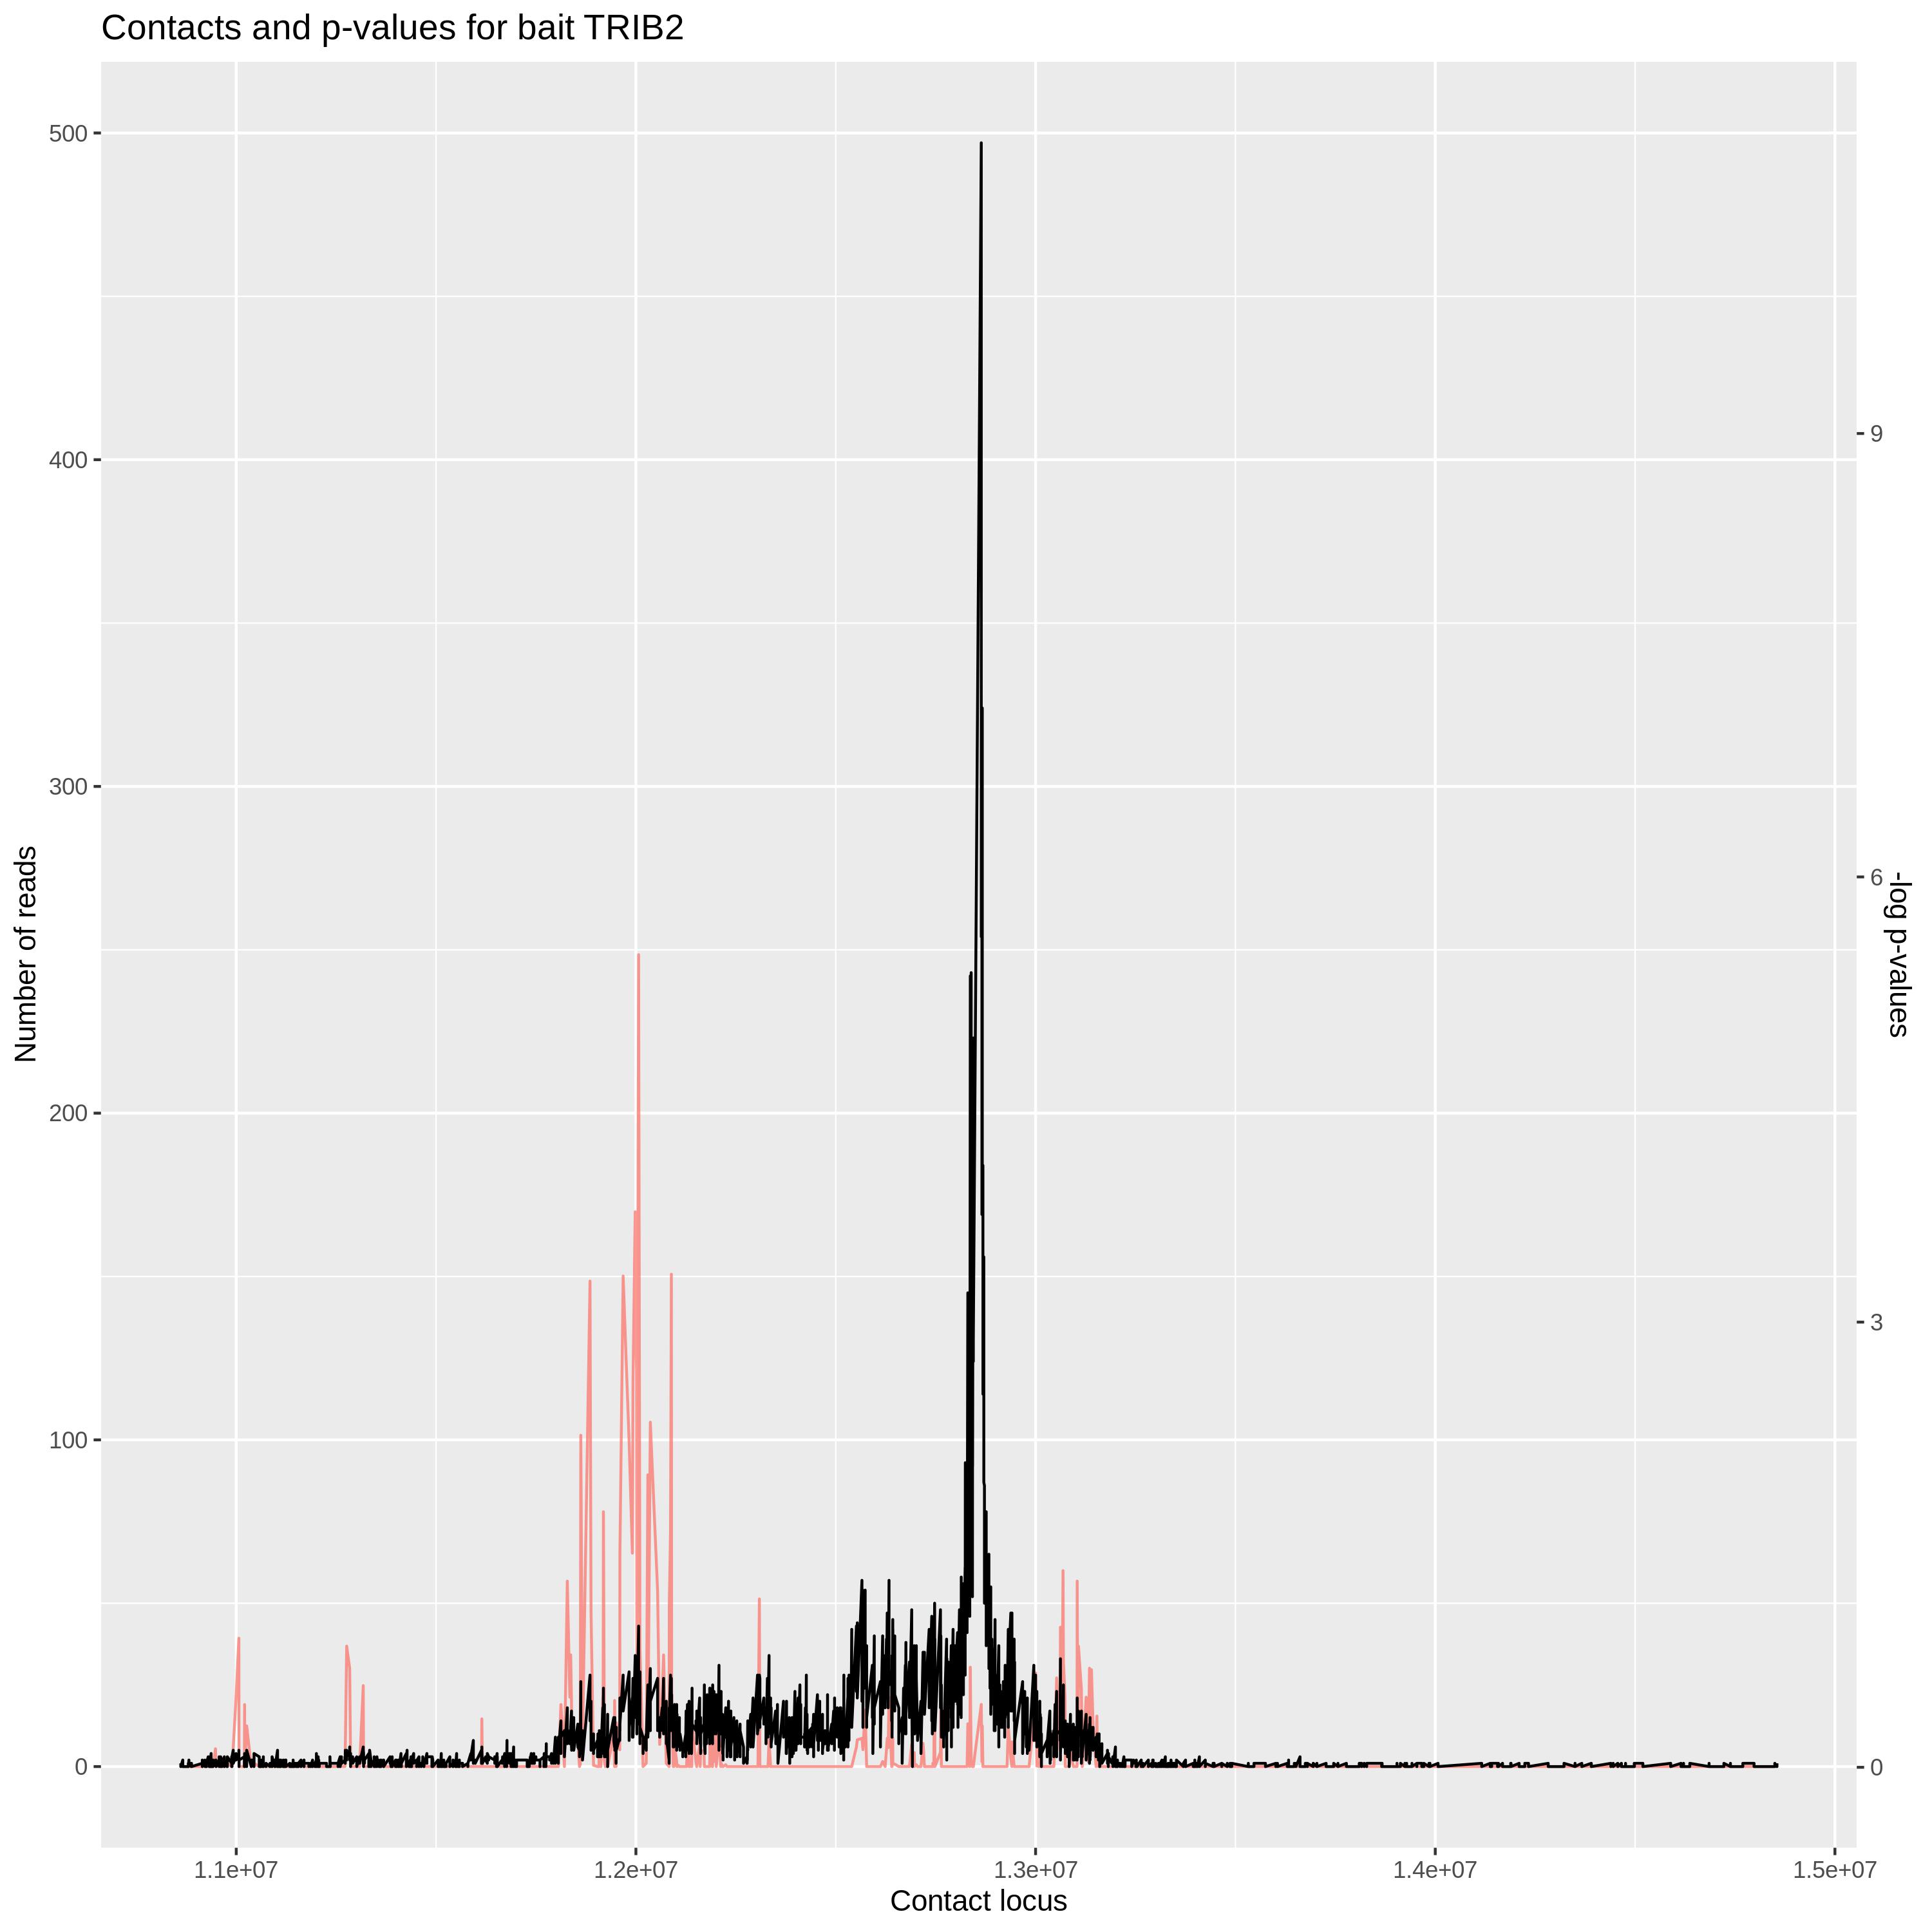 Contacts and p-values for bait TRIB2
500
400
300
200
100
0
Number of reads
9
6
3
0
-log p-values
1.1e+07 1.2e+07 1.3e+07 1.4e+07 1.5e+07
Contact locus